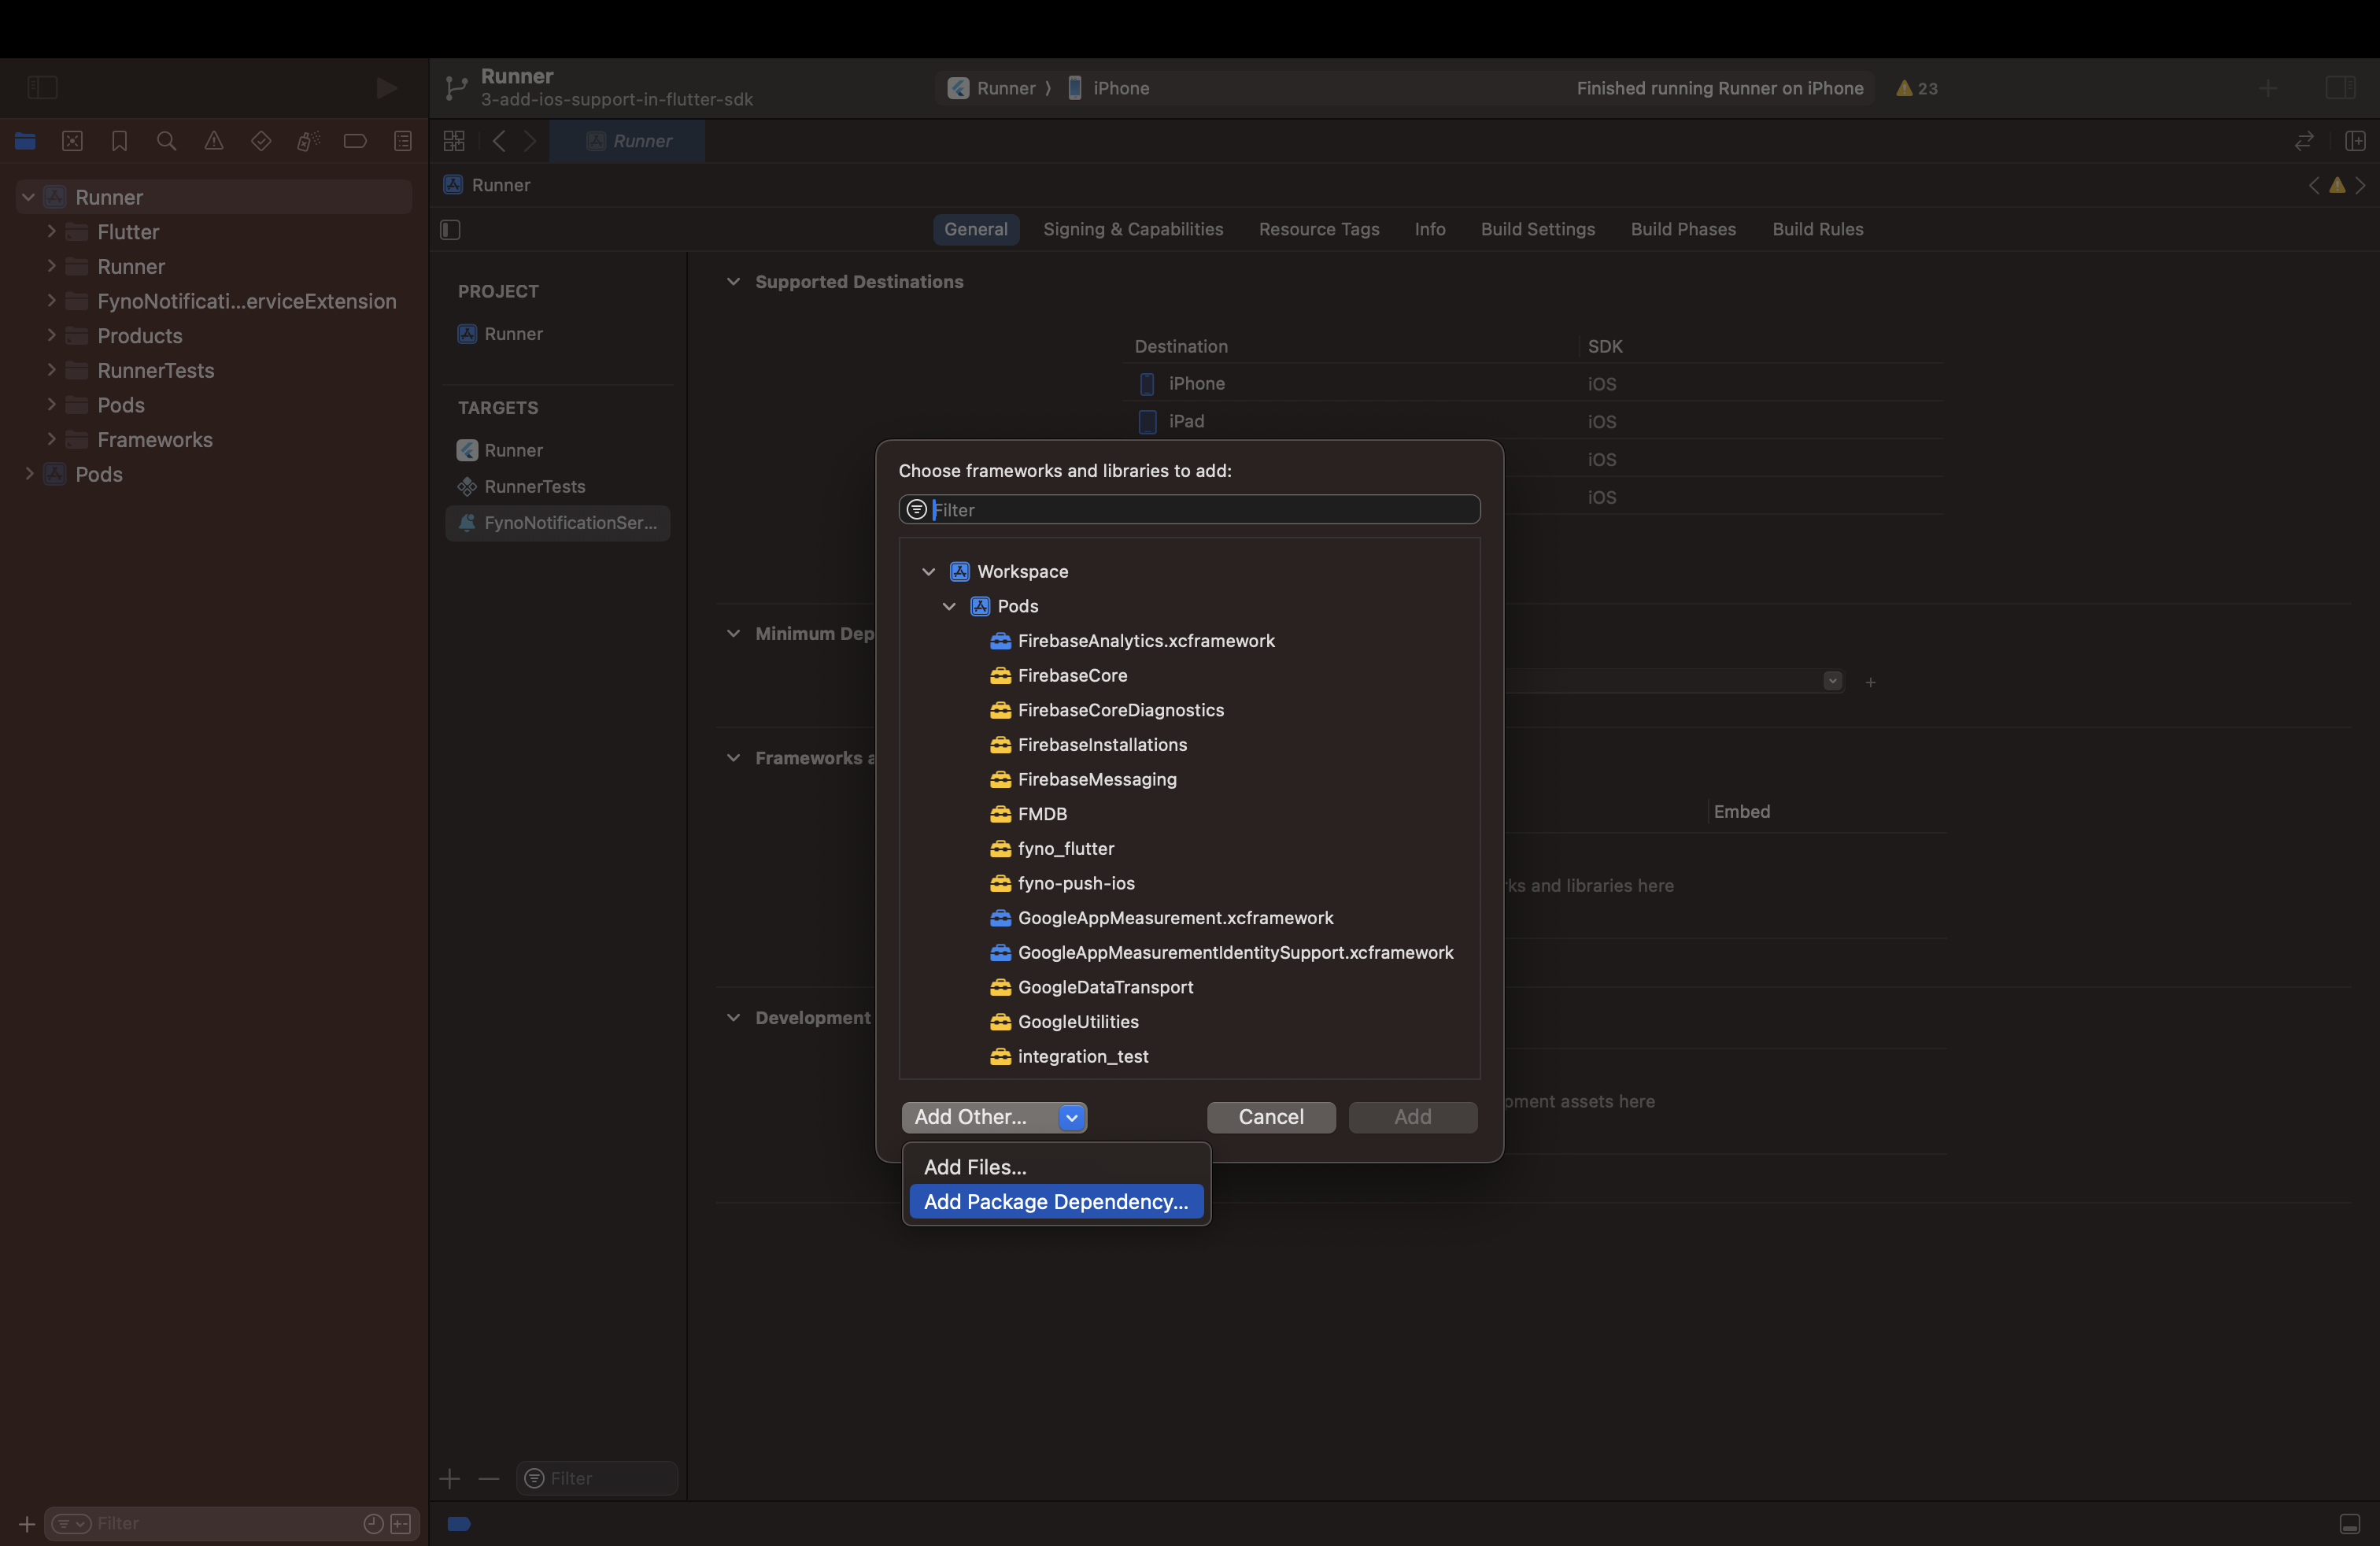 Runner
3-add-ios-support-in-flutter-sdk
Runner
iPhone
Finished running Runner on iPhone
23
Runner
Runner
Flutter
Runner
FynoNotificati...erviceExtension
Products
RunnerTests
Pods
Frameworks
Pods
Filter
Runner
General
Signing & Capabilities
Resource Tags
Info
Build Settings
Build Phases
Build Rules
PROJECT
Runner
TARGETS
Runner
RunnerTests
FynoNotificationSer...
Filter
Supported Destinations
Destination
SDK
iPhone
iOS
iPad
iOS
iOS
iOS
Minimum Dep
Frameworks a
Embed
ks and libraries here
Development
pment assets here
Choose frameworks and libraries to add:
Filter
Workspace
Pods
FirebaseAnalytics.xcframework
FirebaseCore
FirebaseCoreDiagnostics
FirebaseInstallations
FirebaseMessaging
FMDB
fyno_flutter
fyno-push-ios
GoogleAppMeasurement.xcframework
GoogleAppMeasurementIdentitySupport.xcframework
GoogleDataTransport
GoogleUtilities
integration_test
Add Other...
Cancel
Add
Add Files...
Add Package Dependency...